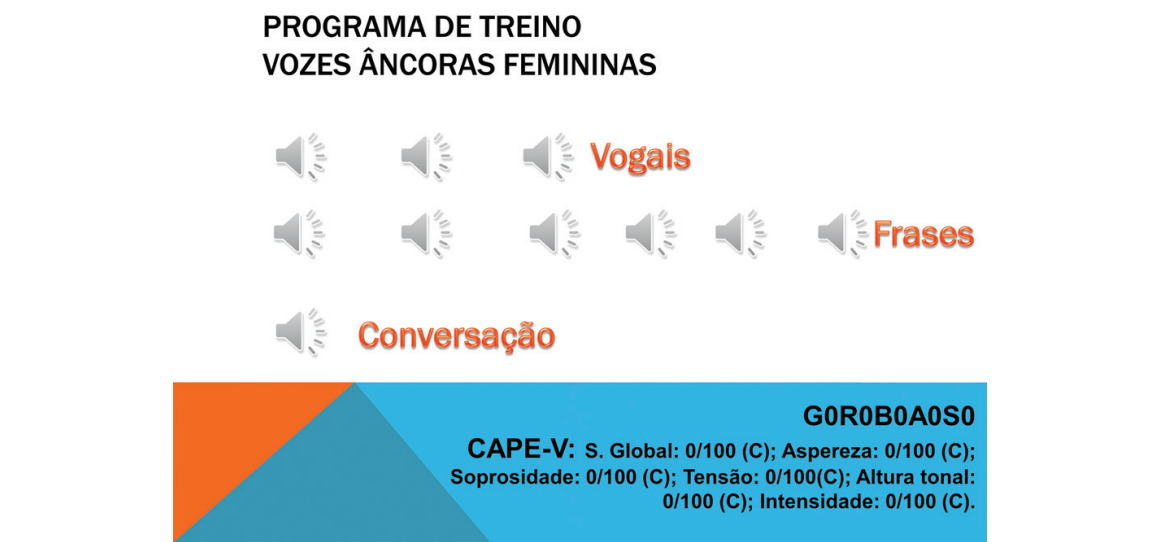 PROGRAMA DE TREINO
VOZES ÂNCORAS FEMININAS
Vogais
Frases
Conversação
G0R0B0A0S0
CAPE-V: S. Global: 0/100 (C); Aspereza: 0/100 (C);
Soprosidade: 0/100 (C); Tensão: 0/100(C); Altura tonal:
0/100 (C); Intensidade: 0/100 (C).